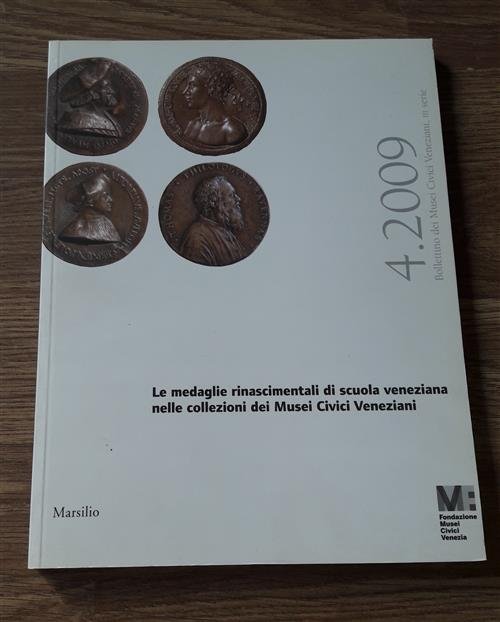 4.2009
Bollettino dei Musei Civici Veneziani, III serie
Le medaglie rinascimentali di scuola veneziana
nelle collezioni dei Musei Civici Veneziani
Marsilio
Fondazione
Musei
Civici
Venezia